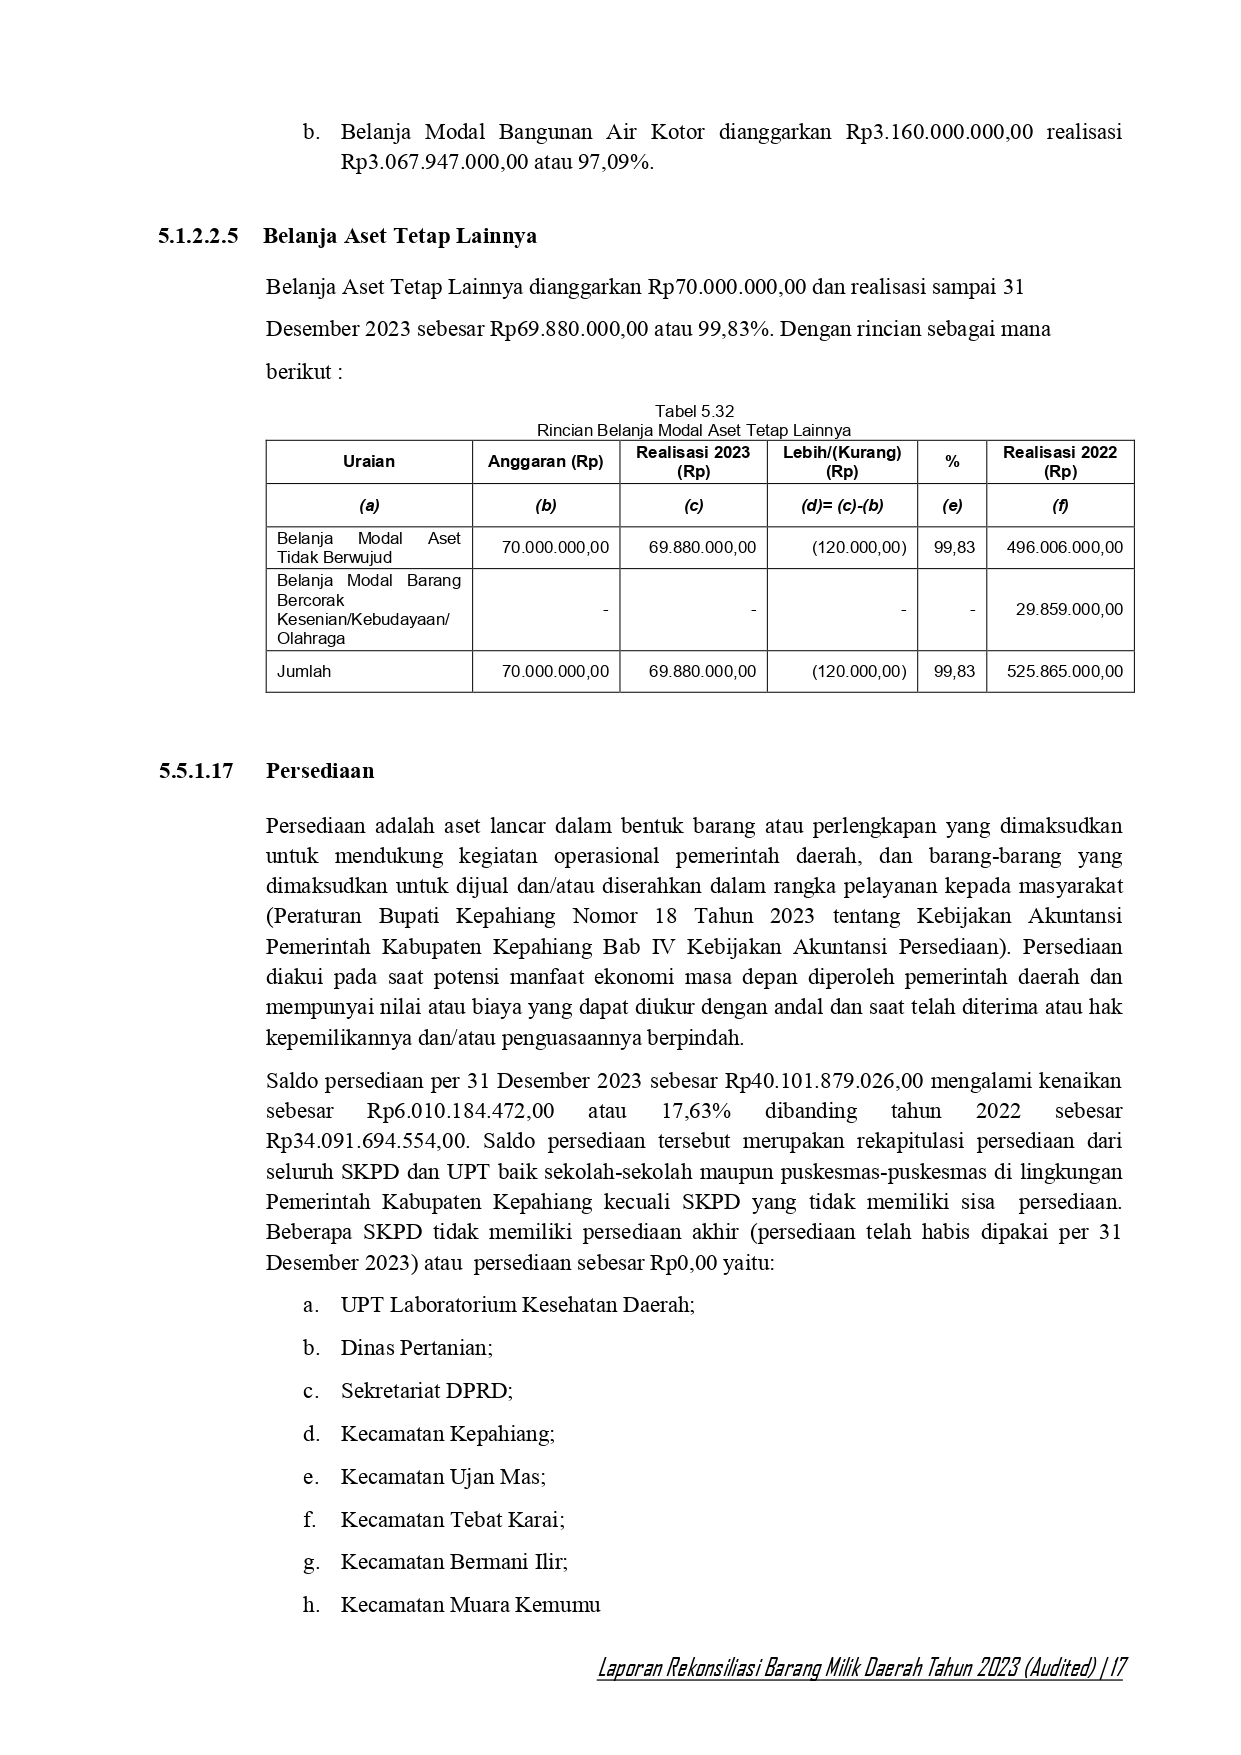 b. Belanja Modal Bangunan Air Kotor dianggarkan Rp3.160.000.000,00 realisasi
Rp3.067.947.000,00 atau 97,09%.
5.1.2.2.5 Belanja Aset Tetap Lainnya
Belanja Aset Tetap Lainnya dianggarkan Rp70.000.000,00 dan realisasi sampai 31
Desember 2023 sebesar Rp69.880.000,00 atau 99,83%. Dengan rincian sebagai mana
berikut :
Tabel 5.32
Rincian Belanja Modal Aset Tetap Lainnya
Uraian Anggaran (Rp) Realisasi 2023 (Rp) Lebih/(Kurang) (Rp) % Realisasi 2022 (Rp)
(a) (b) (c) (d)= (c)-(b) (e) (f)
Belanja Modal Aset
Tidak Berwujud 70.000.000,00 69.880.000,00 (120.000,00) 99,83 496.006.000,00
Belanja Modal Barang
Bercorak
Kesenian/Kebudayaan/
Olahraga - - - - 29.859.000,00
Jumlah 70.000.000,00 69.880.000,00 (120.000,00) 99,83 525.865.000,00
5.5.1.17 Persediaan
Persediaan adalah aset lancar dalam bentuk barang atau perlengkapan yang dimaksudkan
untuk mendukung kegiatan operasional pemerintah daerah, dan barang-barang yang
dimaksudkan untuk dijual dan/atau diserahkan dalam rangka pelayanan kepada masyarakat
(Peraturan Bupati Kepahiang Nomor 18 Tahun 2023 tentang Kebijakan Akuntansi
Pemerintah Kabupaten Kepahiang Bab IV Kebijakan Akuntansi Persediaan). Persediaan
diakui pada saat potensi manfaat ekonomi masa depan diperoleh pemerintah daerah dan
mempunyai nilai atau biaya yang dapat diukur dengan andal dan saat telah diterima atau hak
kepemilikannya dan/atau penguasaannya berpindah.
Saldo persediaan per 31 Desember 2023 sebesar Rp40.101.879.026,00 mengalami kenaikan
sebesar Rp6.010.184.472,00 atau 17,63% dibanding tahun 2022 sebesar
Rp34.091.694.554,00. Saldo persediaan tersebut merupakan rekapitulasi persediaan dari
seluruh SKPD dan UPT baik sekolah-sekolah maupun puskesmas-puskesmas di lingkungan
Pemerintah Kabupaten Kepahiang kecuali SKPD yang tidak memiliki sisa persediaan.
Beberapa SKPD tidak memiliki persediaan akhir (persediaan telah habis dipakai per 31
Desember 2023) atau persediaan sebesar Rp0,00 yaitu:
a. UPT Laboratorium Kesehatan Daerah;
b. Dinas Pertanian;
c. Sekretariat DPRD;
d. Kecamatan Kepahiang;
e. Kecamatan Ujan Mas;
f. Kecamatan Tebat Karai;
g. Kecamatan Bermani Ilir;
h. Kecamatan Muara Kemumu
Laporan Rekonsiliasi Barang Milik Daerah Tahun 2023 (Audited) | 17